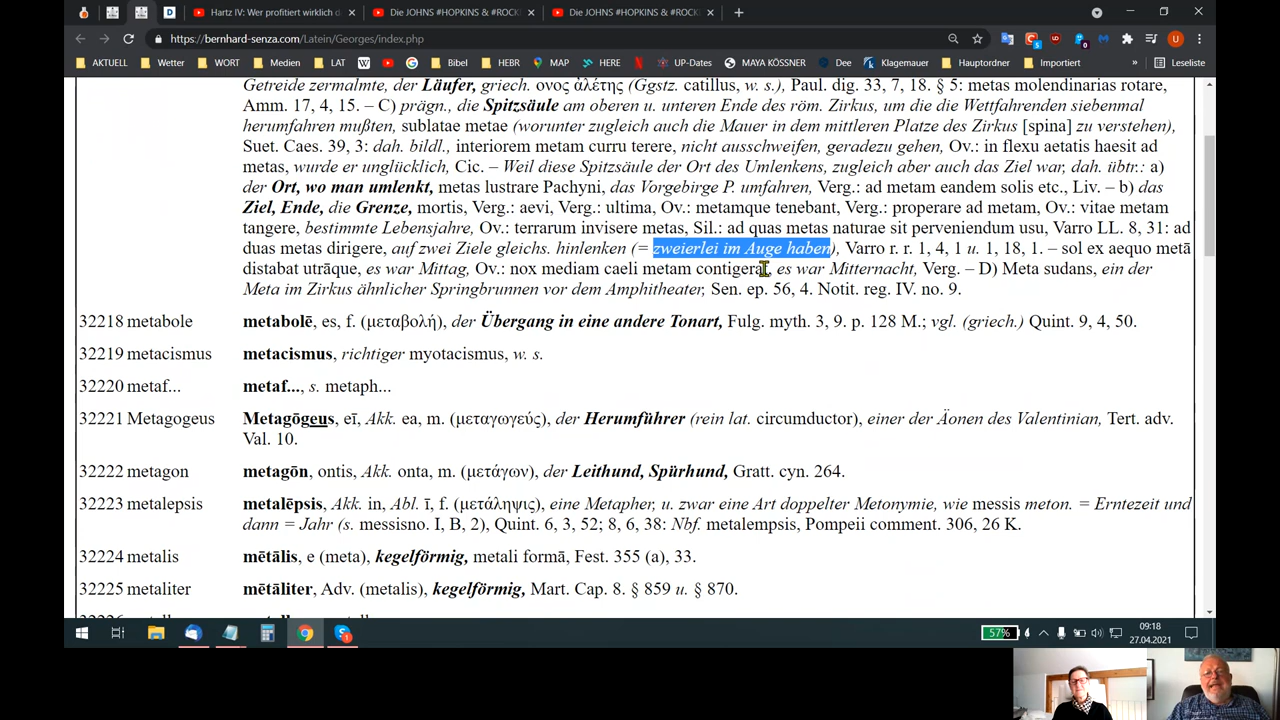 Hartz IV: Wer profitiert wirklich d
Die JOHNS #HOPKINS & #ROCK
Die JOHNS #HOPKINS & #ROCK
https://bernhard-senza.com/Latein/Georges/index.php
AKTUELL Wetter WORT Medien LAT Bibel HEBR MAP HERE UP-Dates MAYA KÖSSNER Dee Klagemauer Importiert » Leseliste
Getreide zermalmte, der Läufer, griech. ονος ἀλέτης (Ggstz. catillus, w. s.), Paul. dig. 33, 7, 18. § 5: metas molendinarias rotare,
Amm. 17, 4, 15. – C) prägn., die Spitzsäule am oberen u. unteren Ende des röm. Zirkus, um die die Wettfahrenden siebenmal
herumfahren mußten, sublatae metae (worunter zugleich auch die Mauer in dem mittleren Platze des Zirkus [spina] zu verstehen),
Suet. Caes. 39, 3: dah. bildl., interiorem metam curru terere, nicht ausschweifen, geradezu gehen, Ov.: in flexu aetatis haesit ad
metas, wurde er unglücklich, Cic. – Weil diese Spitzsäule der Ort des Umlenkens, zugleich aber auch das Ziel war, dah. übtr.: a)
der Ort, wo man umlenkt, metas lustrare Pachyni, das Vorgebirge P. umfahren, Verg.: ad metam eandem solis etc., Liv. – b) das
Ziel, Ende, die Grenze, mortis, Verg.: aevi, Verg.: ultima, Ov.: metamque tenebant, Verg.: properare ad metam, Ov.: vitae metam
tangere, bestimmte Lebensjahre, Ov.: terrarum invisere metas, Sil.: ad quas metas naturae sit perveniendum usu, Varro LL. 8, 31: ad
duas metas dirigere, auf zwei Ziele gleichs. hinlenken (= zweierlei im Auge haben), Varro r. r. 1, 4, 1 u. 1, 18, 1. – sol ex aequo metā
distabat utrāque, es war Mittag, Ov.: nox mediam caeli metam contigerat, es war Mitternacht, Verg. – D) Meta sudans, ein der
Meta im Zirkus ähnlicher Springbrunnen vor dem Amphitheater, Sen. ep. 56, 4. Notit. reg. IV. no. 9.
32218 metabole metabolē, es, f. (μεταβολή), der Übergang in eine andere Tonart, Fulg. myth. 3, 9. p. 128 M.; vgl. (griech.) Quint. 9, 4, 50.
32219 metacismus metacismus, richtiger myotacismus, w. s.
32220 metaf... metaf..., s. metaph...
32221 Metagogeus Metagōgeus, eī, Akk. ea, m. (μεταγωγεύς), der Herumführer (rein lat. circumductor), einer der Äonen des Valentinian, Tert. adv.
Val. 10.
32222 metagon metagōn, ontis, Akk. onta, m. (μετάγων), der Leithund, Spürhund, Gratt. cyn. 264.
32223 metalepsis metalēpsis, Akk. in, Abl. ī, f. (μετάληψις), eine Metapher, u. zwar eine Art doppelter Metonymie, wie messis meton. = Erntezeit und
dann = Jahr (s. messisno. I, B, 2), Quint. 6, 3, 52; 8, 6, 38: Nbf. metalempsis, Pompeii comment. 306, 26 K.
32224 metalis mētālis, e (meta), kegelförmig, metali formā, Fest. 355 (a), 33.
32225 metaliter mētāliter, Adv. (metalis), kegelförmig, Mart. Cap. 8. § 859 u. § 870.
57%
09:18
27.04.2021